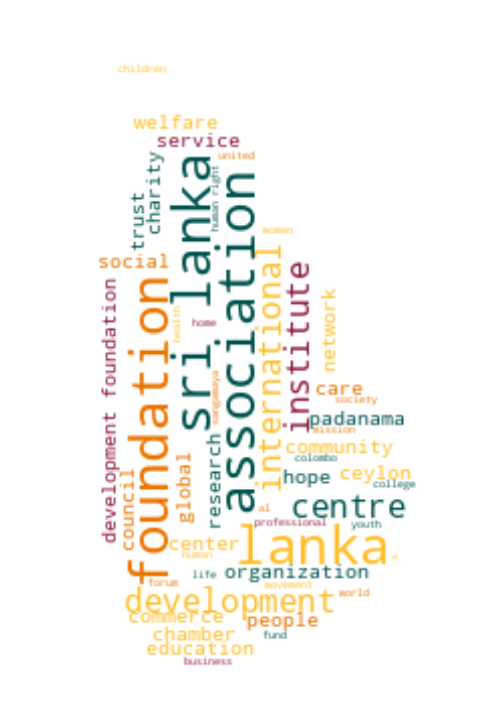 children
welfare
service
united
trust
charity
sri lanka
human right
association
women
social
foundation
development foundation
health
home
international
institute
network
sangamaya
care
society
padanama
mission
community
colombo
research
global
council
hope
ceylon
college
centre
al
professional
youth
center
lanka
human
life
organization
forum
movement
world
development
commerce
people
chamber
fund
education
business